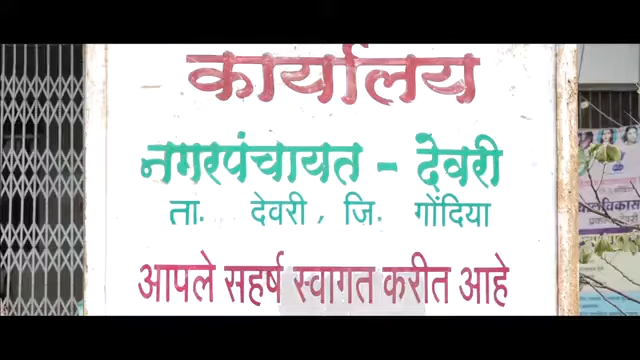 कार्यालय
नगरपंचायत - देवरी
ता. देवरी, जि. गोंदिया
आपले सहर्ष स्वागत करीत आहे